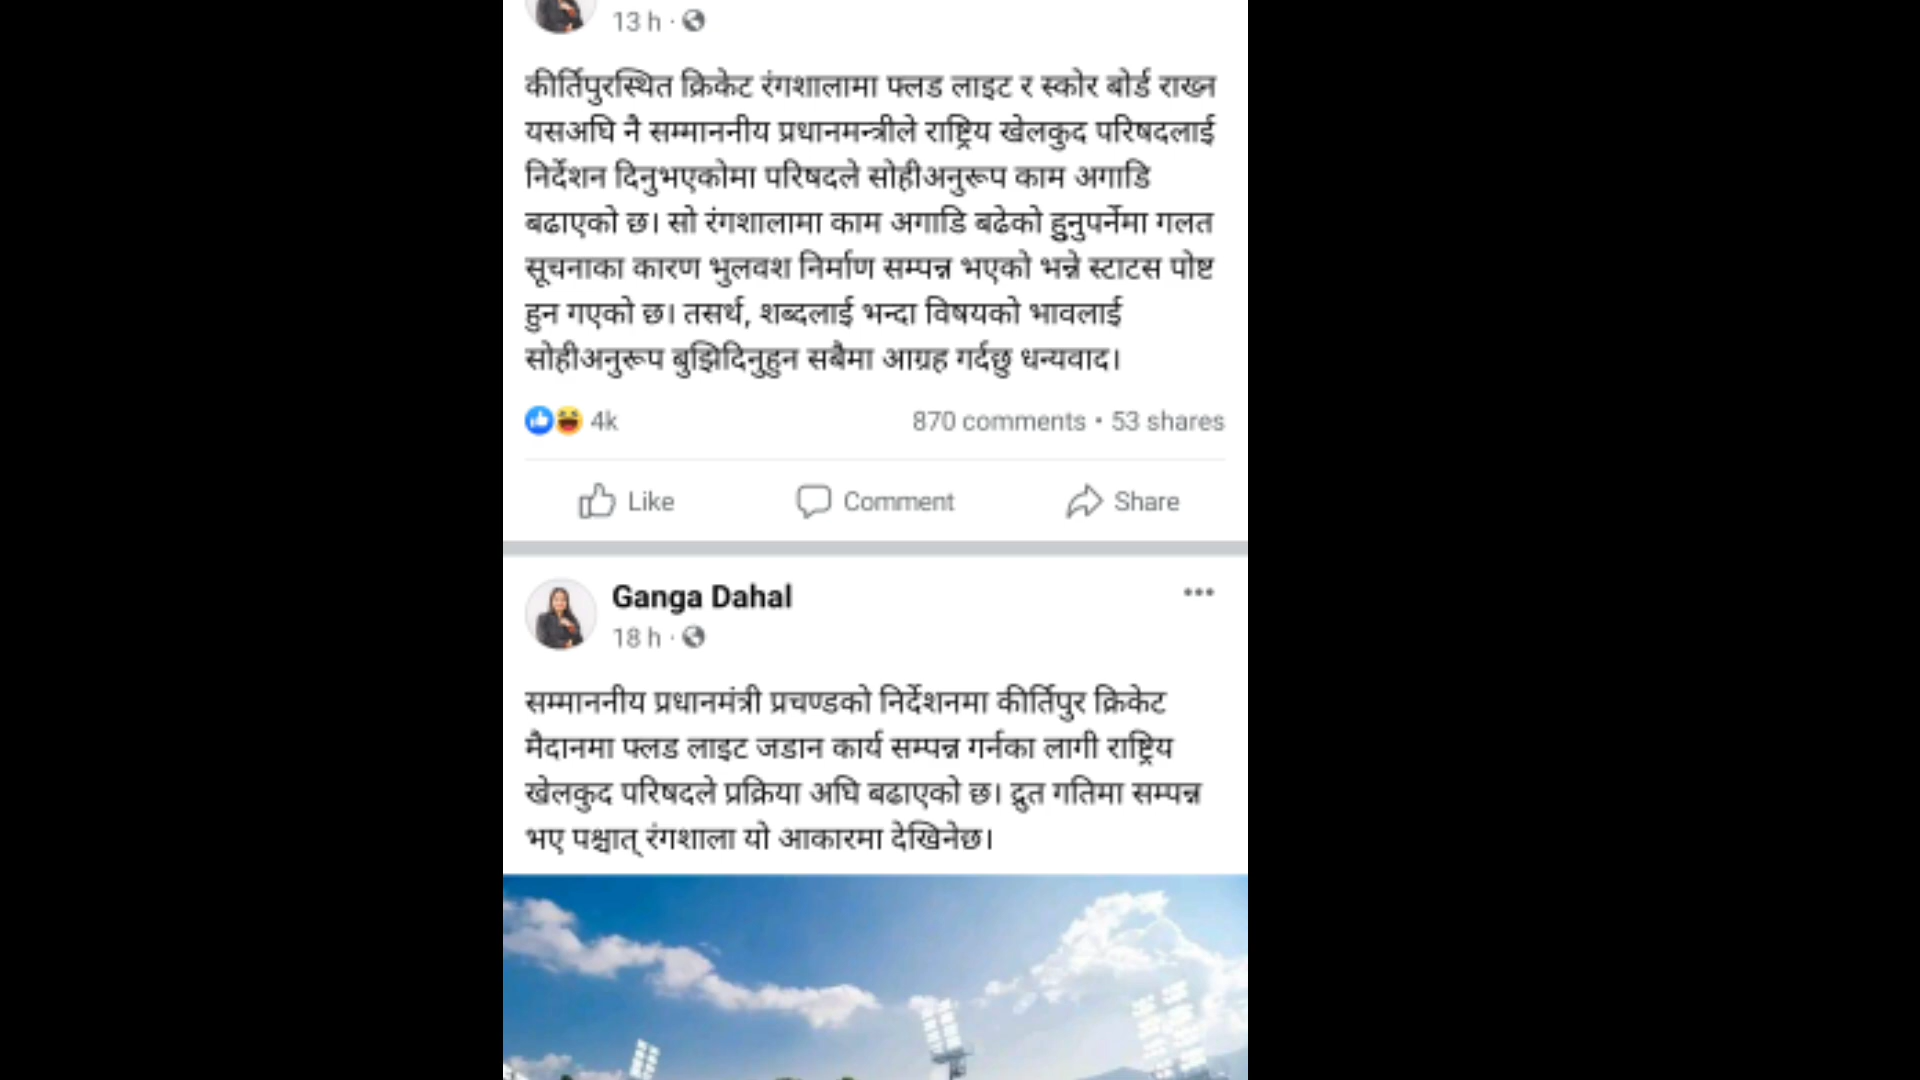 13 h ·
कीर्तिपुरस्थित क्रिकेट रंगशालामा फ्लड लाइट र स्कोर बोर्ड राख्न
यसअघि नै सम्माननीय प्रधानमन्त्रीले राष्ट्रिय खेलकुद परिषदलाई
निर्देशन दिनुभएकोमा परिषदले सोहीअनुरूप काम अगाडि
बढाएको छ। सो रंगशालामा काम अगाडि बढेको हुनुपर्नेमा गलत
सूचनाका कारण भुलवश निर्माण सम्पन्न भएको भन्ने स्टाटस पोष्ट
हुन गएको छ। तसर्थ, शब्दलाई भन्दा विषयको भावलाई
सोहीअनुरूप बुझिदिनुहुन सबैमा आग्रह गर्दछु धन्यवाद।
4k 870 comments • 53 shares
Like Comment Share
Ganga Dahal
18 h ·
सम्माननीय प्रधानमंत्री प्रचण्डको निर्देशनमा कीर्तिपुर क्रिकेट
मैदानमा फ्लड लाइट जडान कार्य सम्पन्न गर्नका लागी राष्ट्रिय
खेलकुद परिषदले प्रक्रिया अघि बढाएको छ। द्रुत गतिमा सम्पन्न
भए पश्चात् रंगशाला यो आकारमा देखिनेछ।